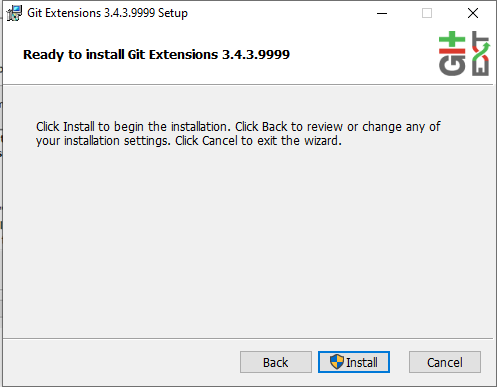 Git Extensions 3.4.3.9999 Setup
Ready to install Git Extensions 3.4.3.9999
GIt
EXT
Click Install to begin the installation. Click Back to review or change any of
your installation settings. Click Cancel to exit the wizard.
Back
Install
Cancel